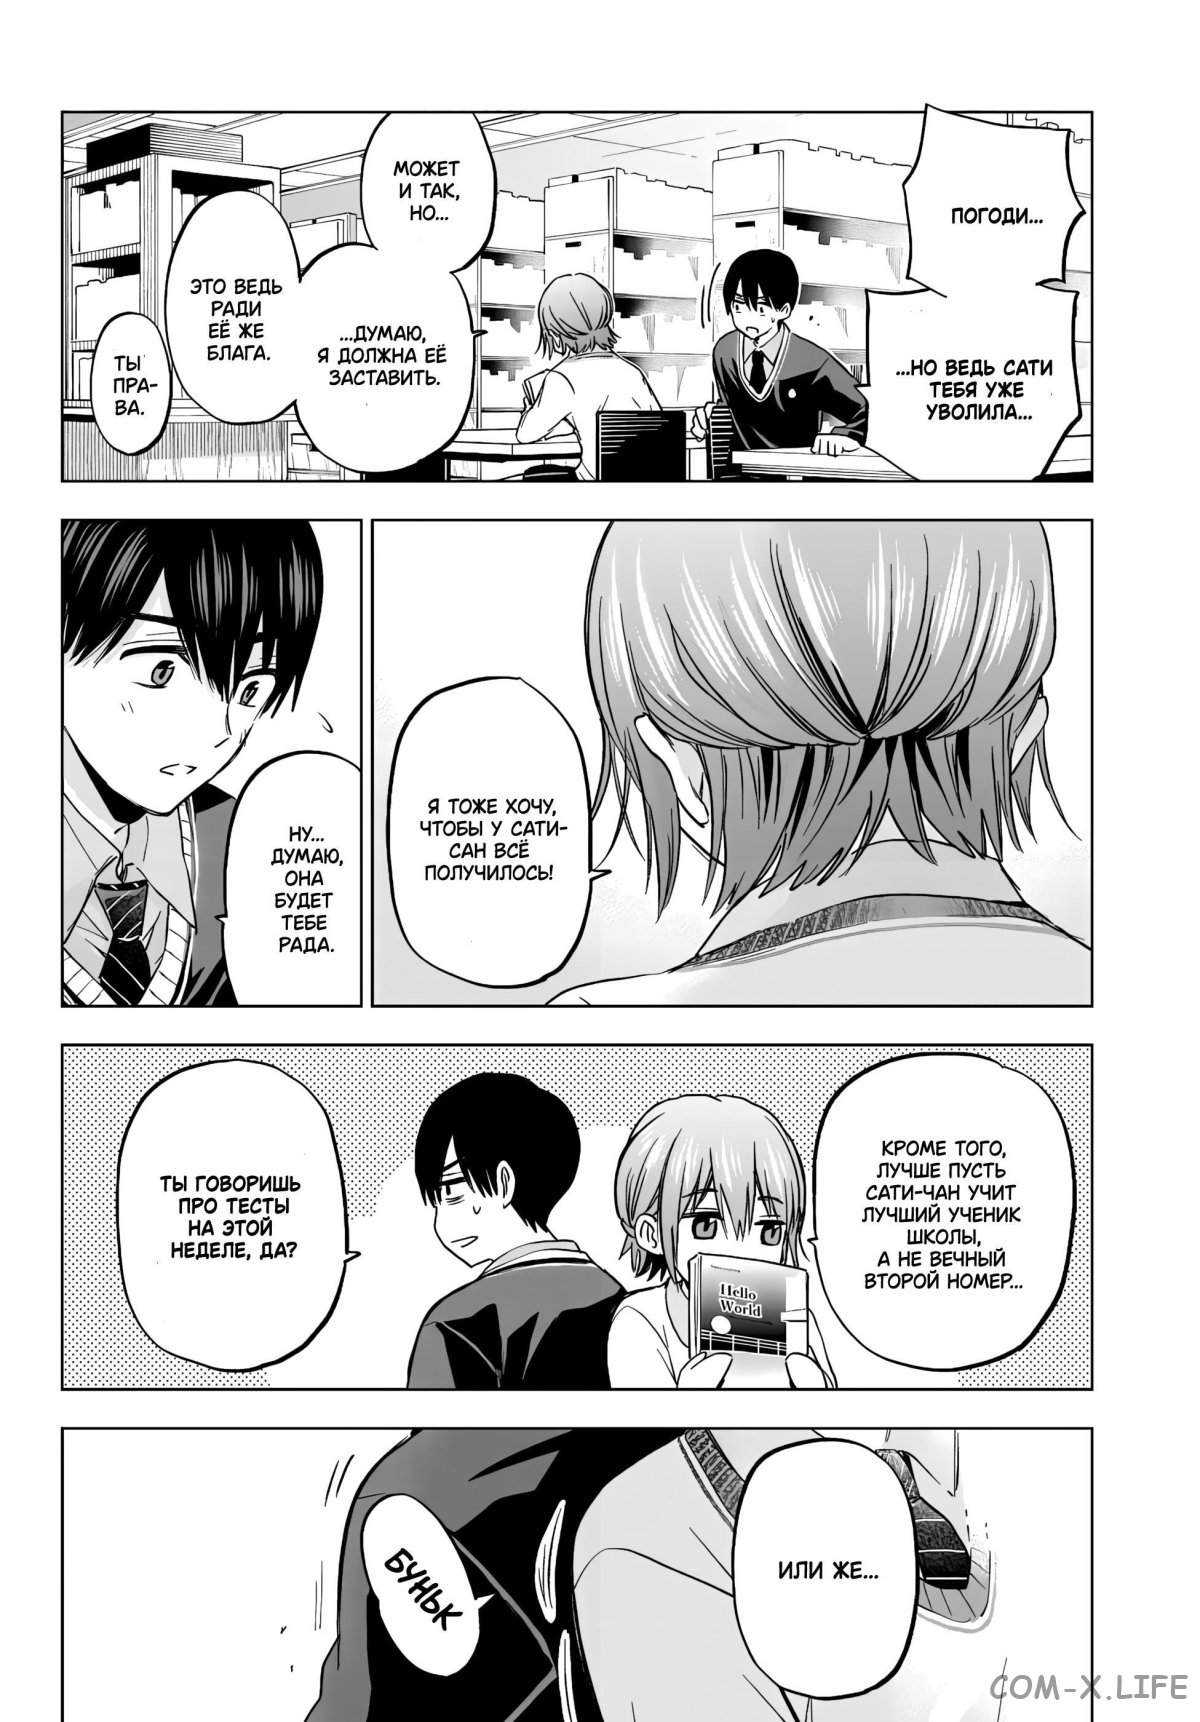 ПОГОДИ...
...НО ВЕДЬ САТИ
ТЕБЯ УЖЕ
УВОЛИЛА...
МОЖЕТ
И ТАК,
НО...
...ДУМАЮ,
Я ДОЛЖНА ЕЁ
ЗАСТАВИТЬ.
ЭТО ВЕДЬ
РАДИ
ЕЁ ЖЕ
БЛАГА.
ТЫ
ПРА-
ВА.
Я ТОЖЕ ХОЧУ,
ЧТОБЫ У САТИ-
САН ВСЁ
ПОЛУЧИЛОСЬ!
НУ...
ДУМАЮ,
ОНА
БУДЕТ
ТЕБЕ
РАДА.
КРОМЕ ТОГО,
ЛУЧШЕ ПУСТЬ
САТИ-ЧАН УЧИТ
ЛУЧШИЙ УЧЕНИК
ШКОЛЫ,
А НЕ ВЕЧНЫЙ
ВТОРОЙ НОМЕР...
Hello
World
ТЫ ГОВОРИШЬ
ПРО ТЕСТЫ
НА ЭТОЙ
НЕДЕЛЕ, ДА?
ИЛИ ЖЕ...
БУНЬК
COM-X.LIFE